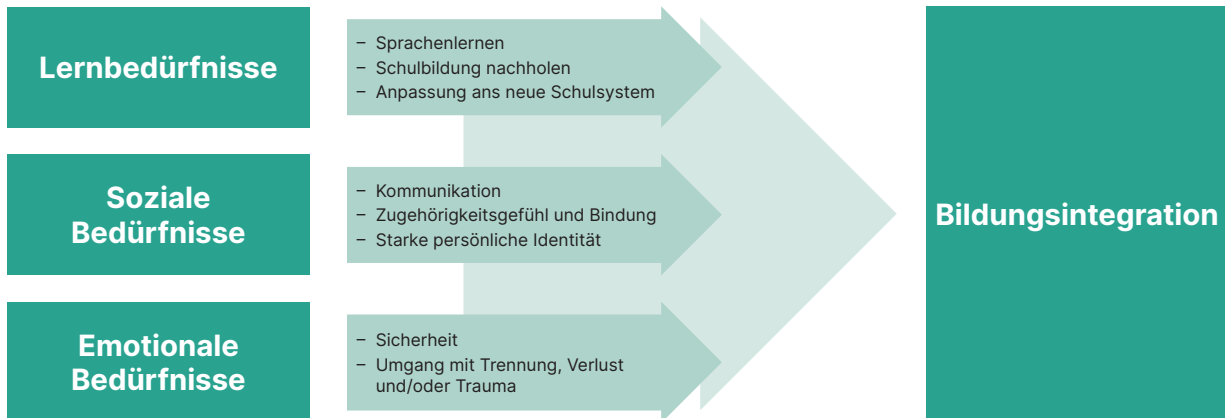 Lernbedürfnisse
– Sprachenlernen
– Schulbildung nachholen
– Anpassung ans neue Schulsystem
Soziale
Bedürfnisse
– Kommunikation
– Zugehörigkeitsgefühl und Bindung
– Starke persönliche Identität
Emotionale
Bedürfnisse
– Sicherheit
– Umgang mit Trennung, Verlust
und/oder Trauma
Bildungsintegration